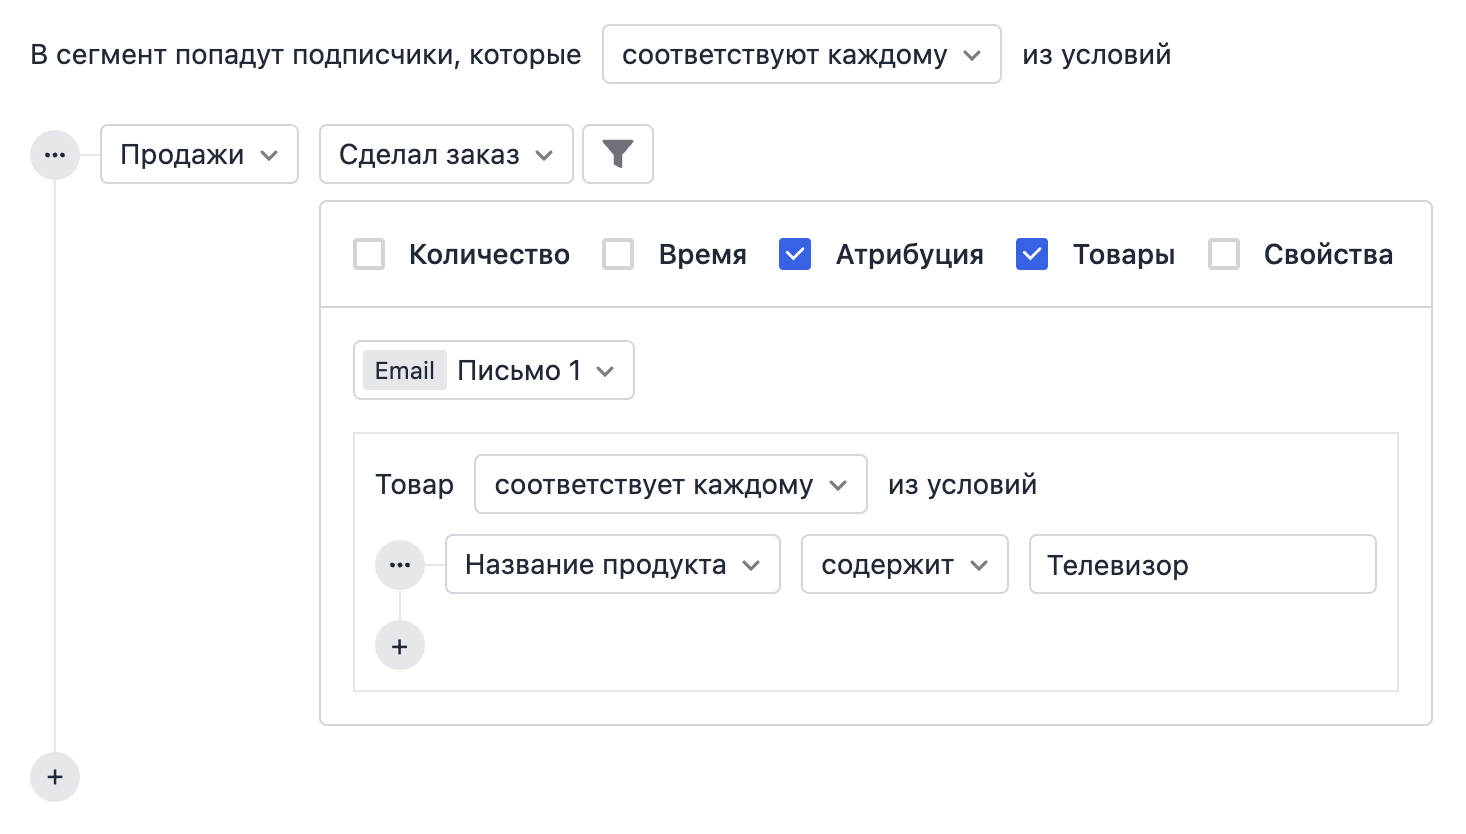 В сегмент попадут подписчики, которые соответствуют каждому из условий
Продажи Сделал заказ
Количество Время Атрибуция Товары Свойства
Email Письмо 1
Товар соответствует каждому из условий
Название продукта содержит Телевизор